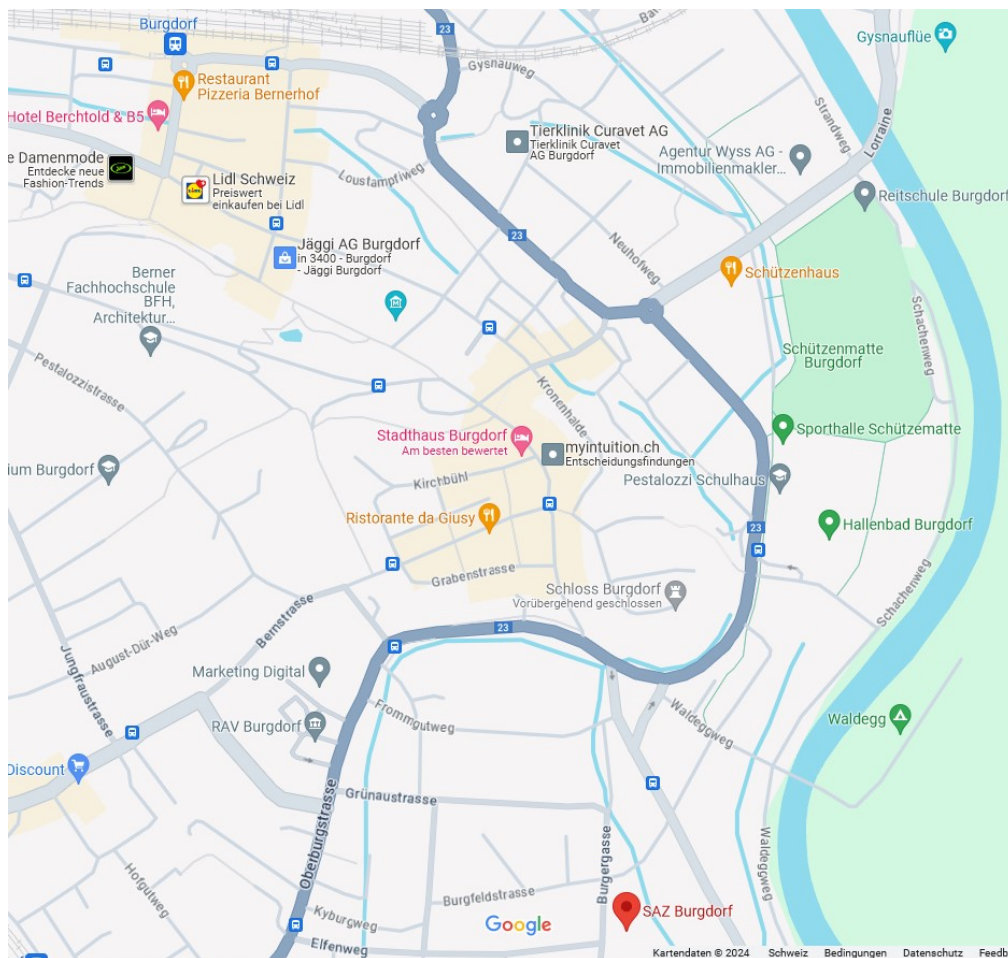 Burgdorf
23
Gysnauweg
Gysnauflüe
Restaurant
Pizzeria Bernerhof
Hotel Berchtold & B5
Strandweg
Lorraine
Tierklinik Curavet AG
Tierklinik Curavet
AG Burgdorf
Agentur Wyss AG -
Immobilienmakler...
e Damenmode
Entdecke neue
Fashion-Trends
Lidl Schweiz
Preiswert
einkaufen bei Lidl
Loustampfiweg
Reitschule Burgdorf
23
Neuhofweg
Jäggi AG Burgdorf
in 3400 - Burgdorf
- Jäggi Burgdorf
Berner
Fachhochschule
BFH,
Architektur...
Schützenhaus
Schachenweg
Schützenmatte
Burgdorf
Pestalozzistrasse
Kronenhalde
Stadthaus Burgdorf
Am besten bewertet
Sporthalle Schützematte
myintuition.ch
Entscheidungsfindungen
ium Burgdorf
Kirchbühl
Pestalozzi Schulhaus
Ristorante da Giusy
23
Hallenbad Burgdorf
Grabenstrasse
Schloss Burgdorf
Vorübergehend geschlossen
Schachenweg
Bernstrasse
August-Dür-Weg
23
Jungfraustrasse
Marketing Digital
RAV Burgdorf
Frommgutweg
Waldeggweg
Waldegg
Discount
Grünaustrasse
Oberburgstrasse
Burgergasse
Waldeggweg
Hofgutweg
Burgfeldstrasse
Kyburgweg
SAZ Burgdorf
Google
Elfenweg
Kartendaten © 2024 Schweiz Bedingungen Datenschutz Feedb